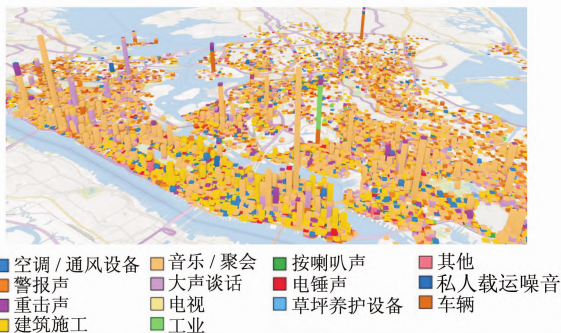 空调 / 通风设备
警报声
重击声
建筑施工
音乐 / 聚会
大声谈话
电视
工业
按喇叭声
电锤声
草坪养护设备
其他
私人载运噪音
车辆